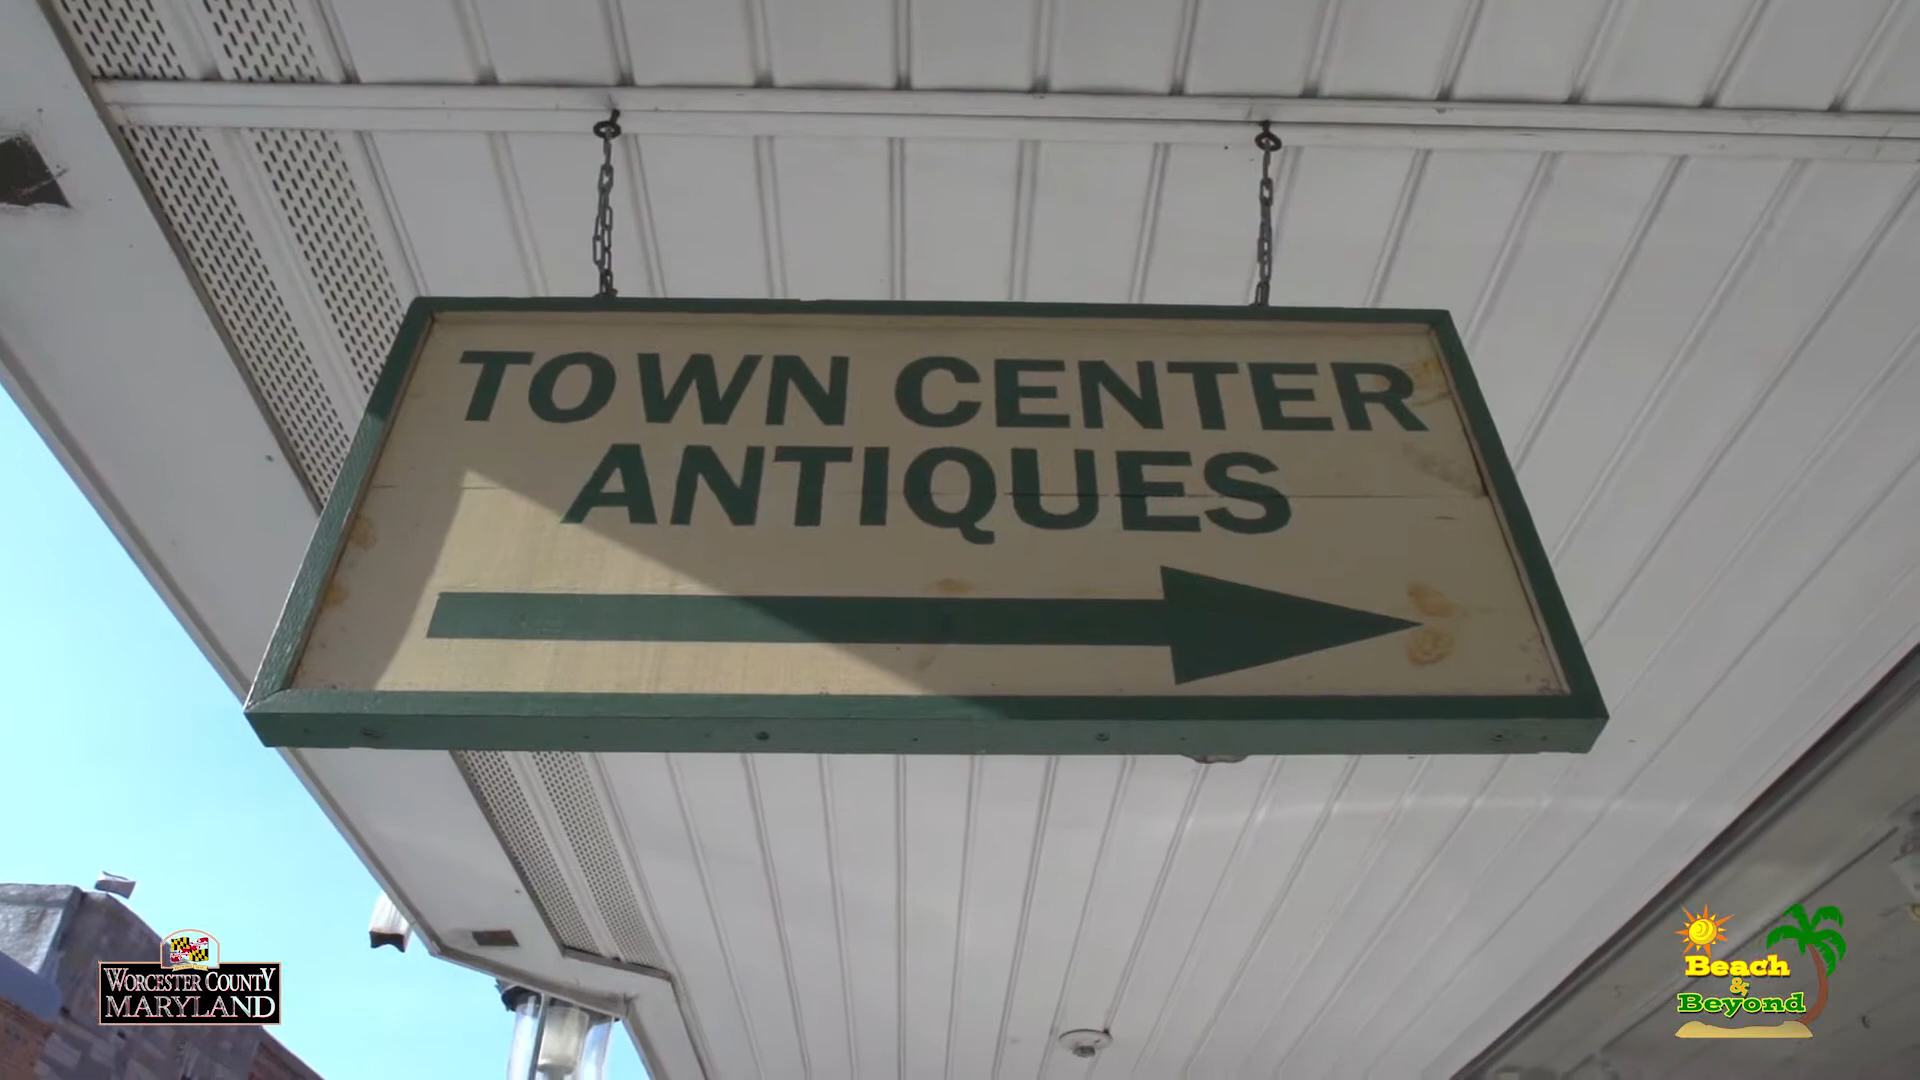 TOWN CENTER
ANTIQUES
WORCESTER COUNTY
MARYLAND
Beach
&
Beyond